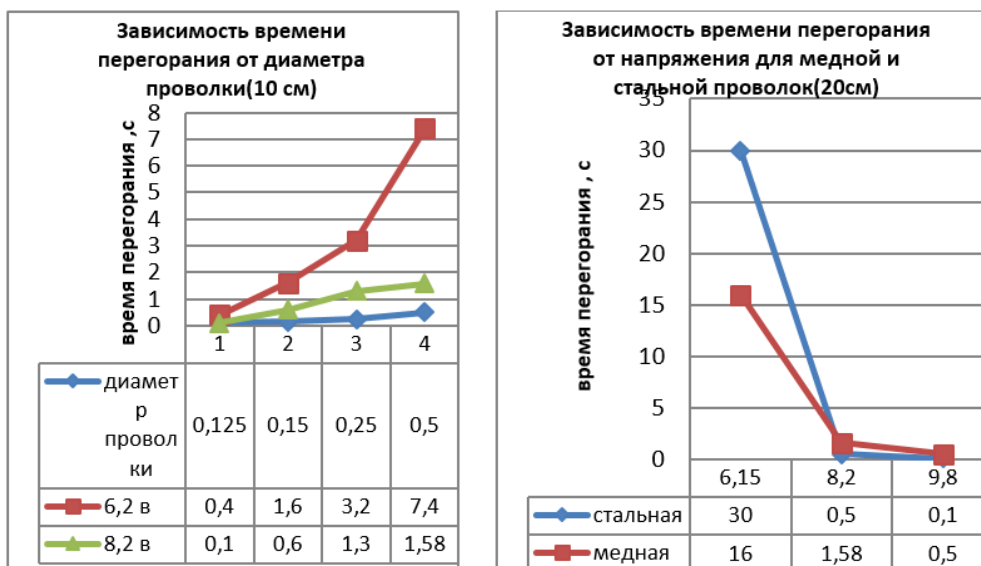 Зависимость времени
перегорания от диаметра
проволки(10 см)
время перегорания ,с
8
7
6
5
4
3
2
1
0
1 2 3 4
диамет
р
провол
ки
0,125 0,15 0,25 0,5
6,2 в 0,4 1,6 3,2 7,4
8,2 в 0,1 0,6 1,3 1,58
Зависимость времени перегорания
от напряжения для медной и
стальной проволок(20см)
время перегорания , с
35
30
25
20
15
10
5
0
6,15 8,2 9,8
стальная 30 0,5 0,1
медная 16 1,58 0,5